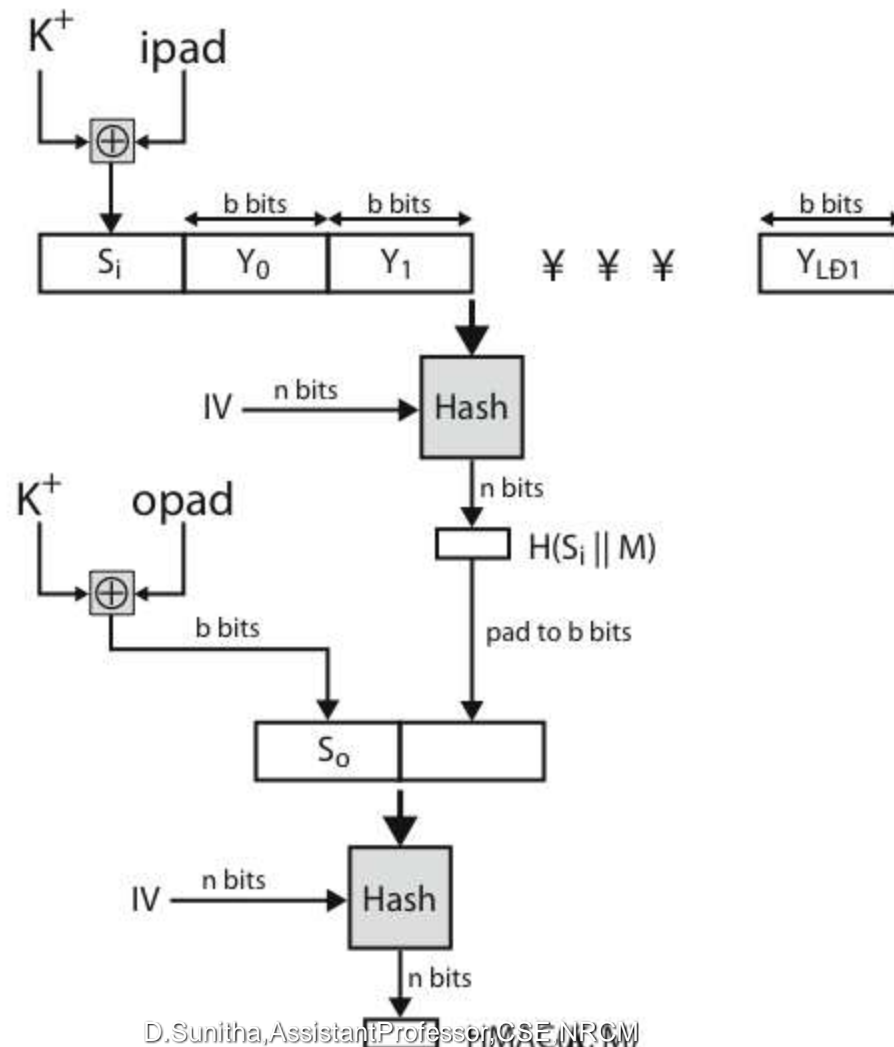 K⁺
ipad
⊕
b bits b bits b bits
Sᵢ Y₀ Y₁ ¥ ¥ ¥ Y_LĐ1
IV n bits Hash
n bits
K⁺
opad
H(Sᵢ || M)
⊕
b bits
pad to b bits
Sₒ
IV n bits Hash
n bits
D.Sunitha,AssistantProfessor,CSE,NRCM